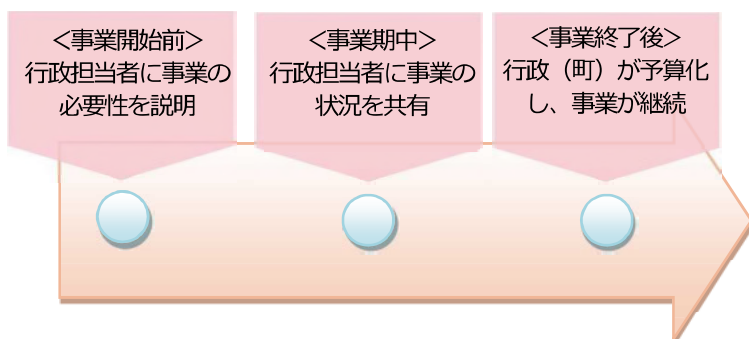 <事業開始前>
行政担当者に事業の
必要性を説明
<事業期中>
行政担当者に事業の
状況を共有
<事業終了後>
行政（町）が予算化
し、事業が継続